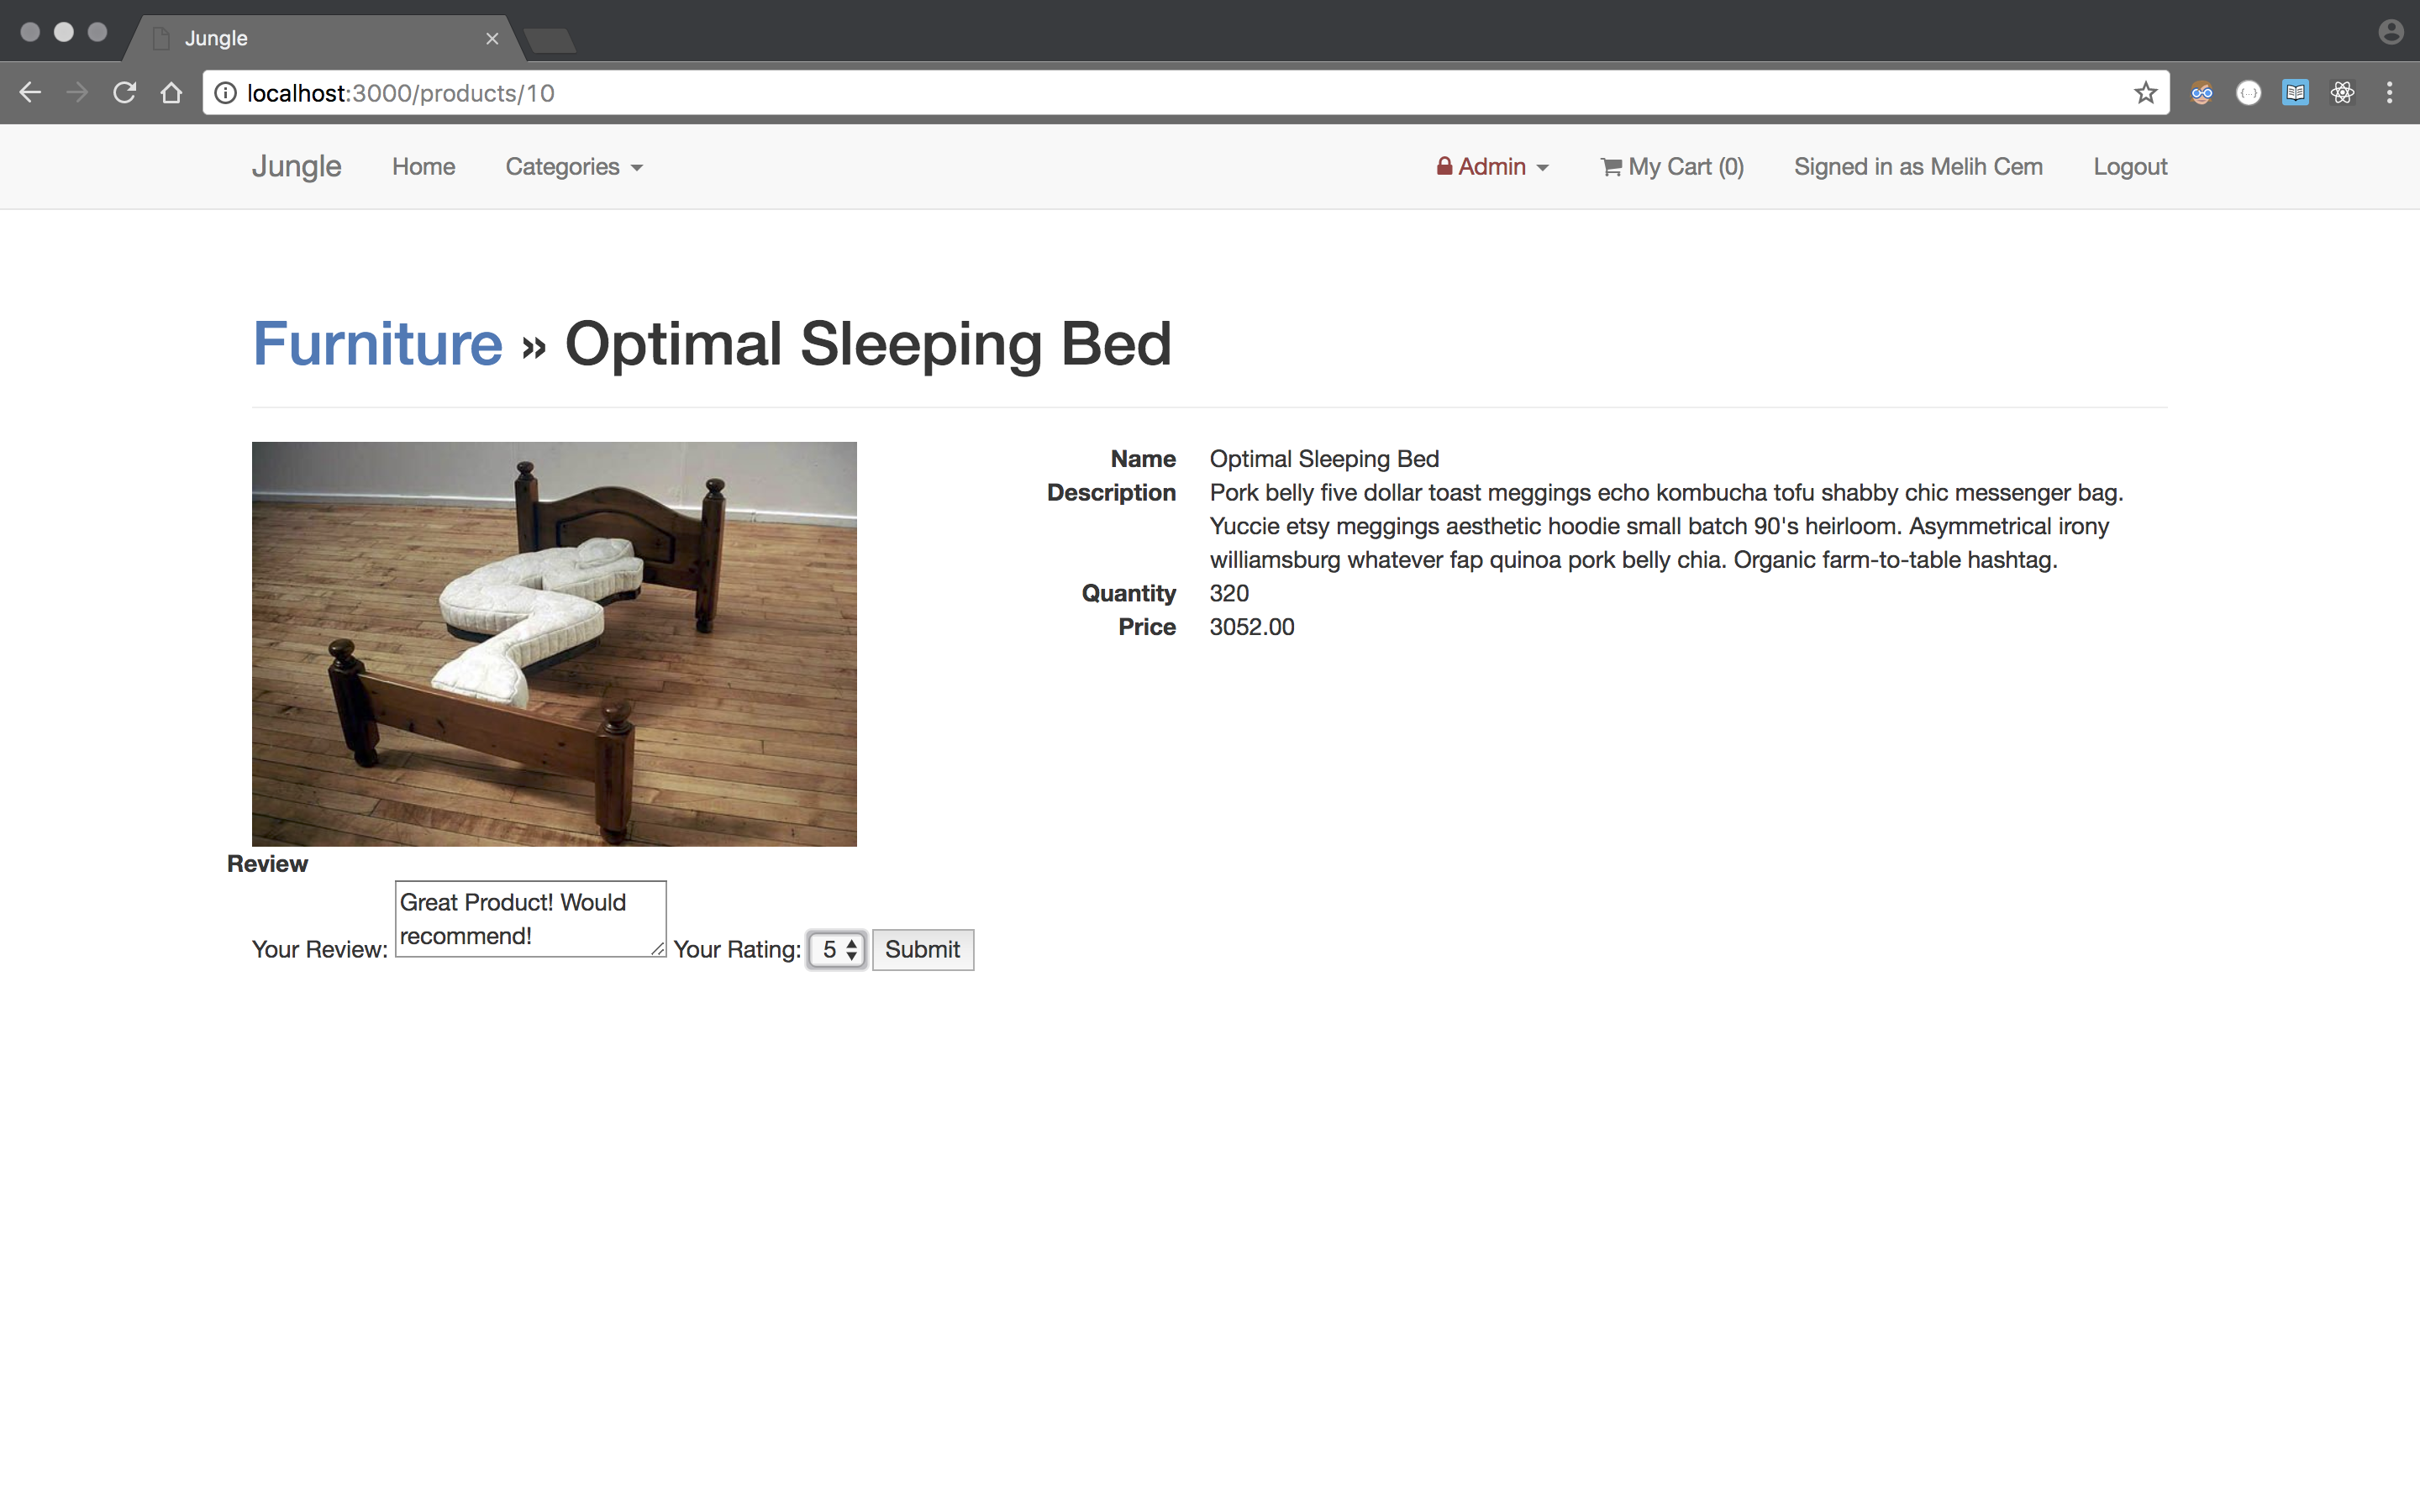 Jungle
localhost:3000/products/10
Jungle Home Categories Admin My Cart (0) Signed in as Melih Cem Logout
Furniture » Optimal Sleeping Bed
Name Optimal Sleeping Bed
Description Pork belly five dollar toast meggings echo kombucha tofu shabby chic messenger bag.
Yuccie etsy meggings aesthetic hoodie small batch 90's heirloom. Asymmetrical irony
williamsburg whatever fap quinoa pork belly chia. Organic farm-to-table hashtag.
Quantity 320
Price 3052.00
Review
Great Product! Would
recommend!
Your Review: Your Rating: 5 Submit